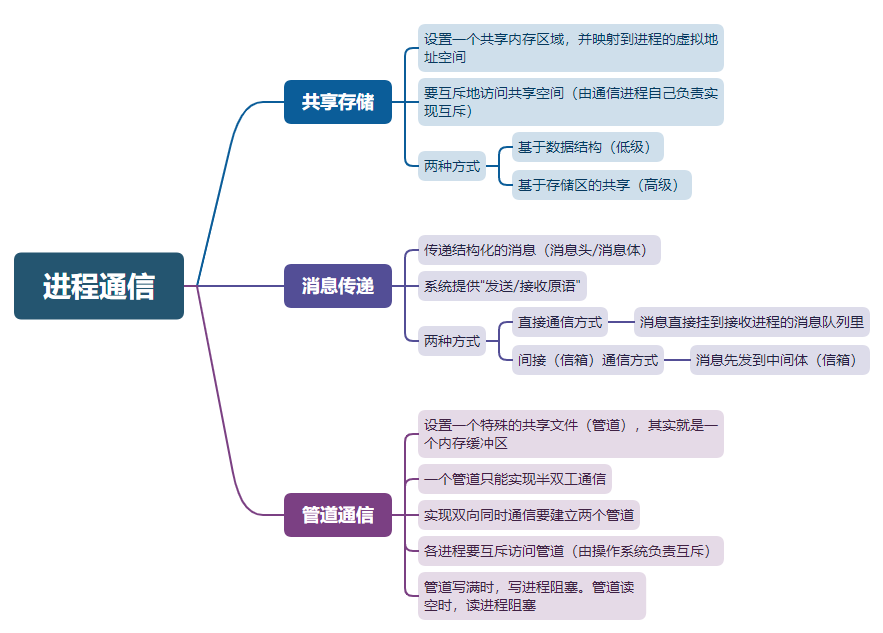 进程通信
共享存储
设置一个共享内存区域，并映射到进程的虚拟地
址空间
要互斥地访问共享空间（由通信进程自己负责实
现互斥）
两种方式
基于数据结构（低级）
基于存储区的共享（高级）
消息传递
传递结构化的消息（消息头/消息体）
系统提供"发送/接收原语"
两种方式
直接通信方式
消息直接挂到接收进程的消息队列里
间接（信箱）通信方式
消息先发到中间体（信箱）
管道通信
设置一个特殊的共享文件（管道），其实就是一
个内存缓冲区
一个管道只能实现半双工通信
实现双向同时通信要建立两个管道
各进程要互斥访问管道（由操作系统负责互斥）
管道写满时，写进程阻塞。管道读
空时，读进程阻塞